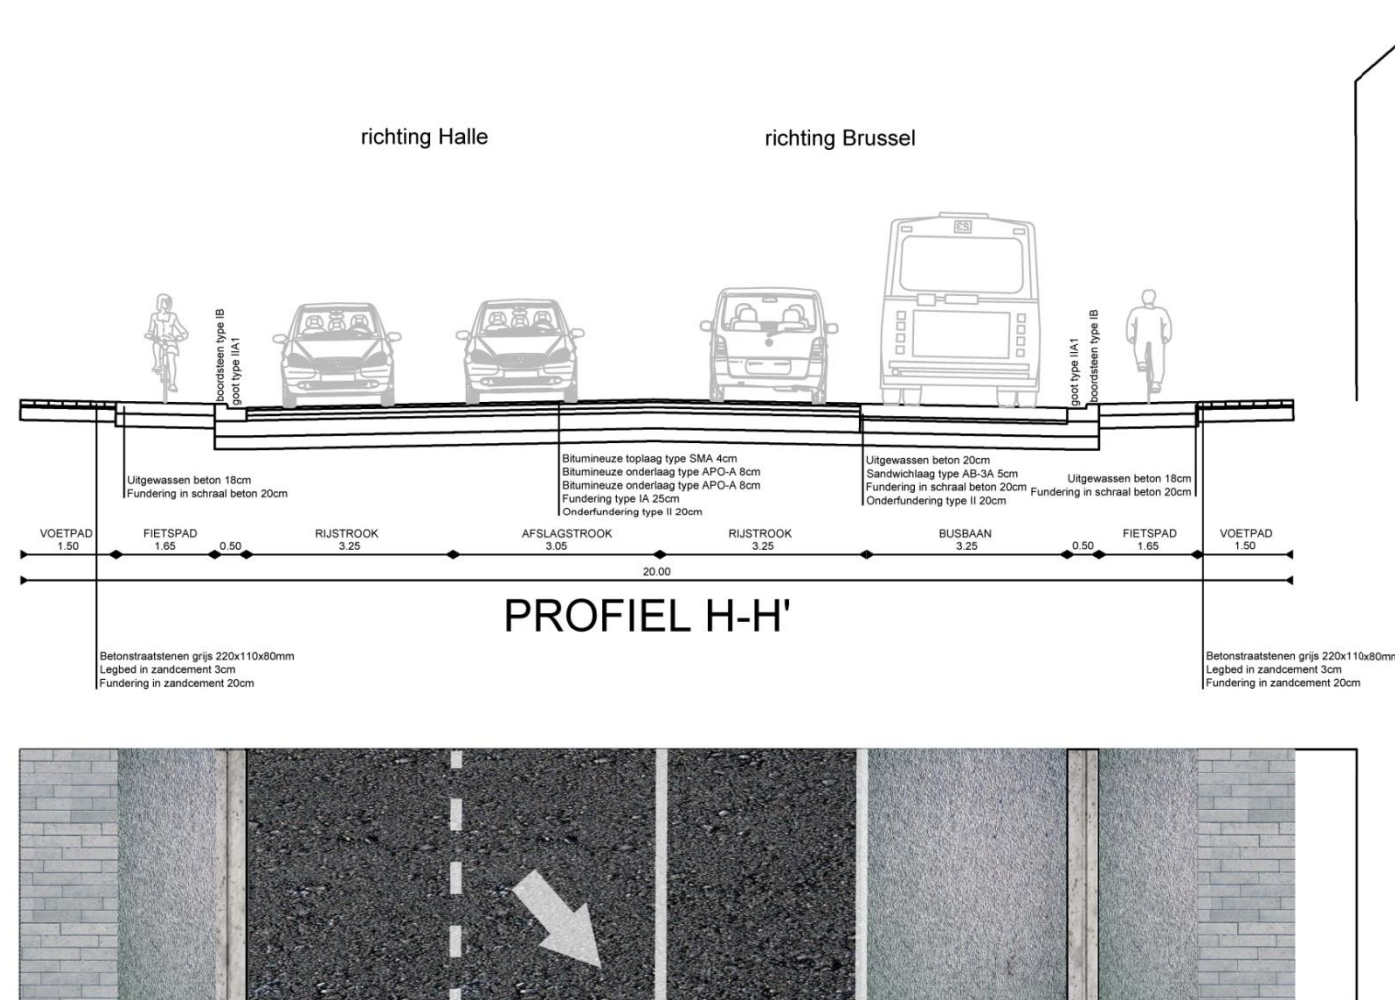 richting Halle
richting Brussel
boordsteen type IB
goot type IIA1
goot type IIA1
boordsteen type IB
Uitgewassen beton 18cm
Fundering in schraal beton 20cm
Bitumineuze toplaag type SMA 4cm
Bitumineuze onderlaag type APO-A 8cm
Bitumineuze onderlaag type APO-A 8cm
Fundering type IA 25cm
Onderfundering type II 20cm
Uitgewassen beton 20cm
Sandwichlaag type AB-3A 5cm
Fundering in schraal beton 20cm
Onderfundering type II 20cm
Uitgewassen beton 18cm
Fundering in schraal beton 20cm
VOETPAD FIETSPAD RIJSTROOK AFSLAGSTROOK RIJSTROOK BUSBAAN FIETSPAD VOETPAD
1.50 1.65 0.50 3.25 3.05 3.25 3.25 0.50 1.65 1.50
20.00
PROFIEL H-H'
Betonstraatstenen grijs 220x110x80mm
Legbed in zandcement 3cm
Fundering in zandcement 20cm
Betonstraatstenen grijs 220x110x80mm
Legbed in zandcement 3cm
Fundering in zandcement 20cm